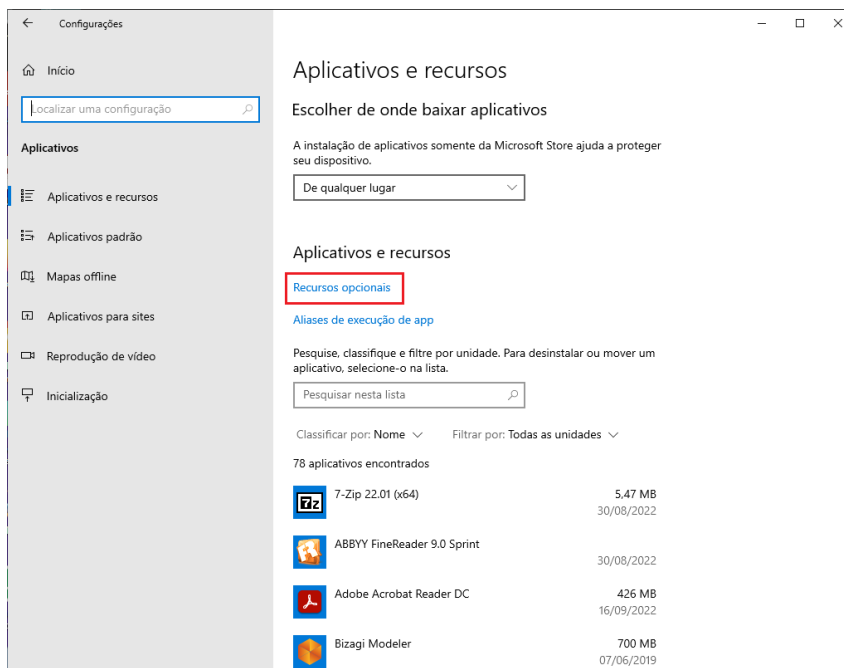 Configurações
Início
Localizar uma configuração
Aplicativos
Aplicativos e recursos
Aplicativos padrão
Mapas offline
Aplicativos para sites
Reprodução de vídeo
Inicialização
Aplicativos e recursos
Escolher de onde baixar aplicativos
A instalação de aplicativos somente da Microsoft Store ajuda a proteger
seu dispositivo.
De qualquer lugar
Aplicativos e recursos
Recursos opcionais
Aliases de execução de app
Pesquise, classifique e filtre por unidade. Para desinstalar ou mover um
aplicativo, selecione-o na lista.
Pesquisar nesta lista
Classificar por: Nome Filtrar por: Todas as unidades
78 aplicativos encontrados
7z
7-Zip 22.01 (x64) 5,47 MB
30/08/2022
ABBYY FineReader 9.0 Sprint
30/08/2022
Adobe Acrobat Reader DC 426 MB
16/09/2022
Bizagi Modeler 700 MB
07/06/2019